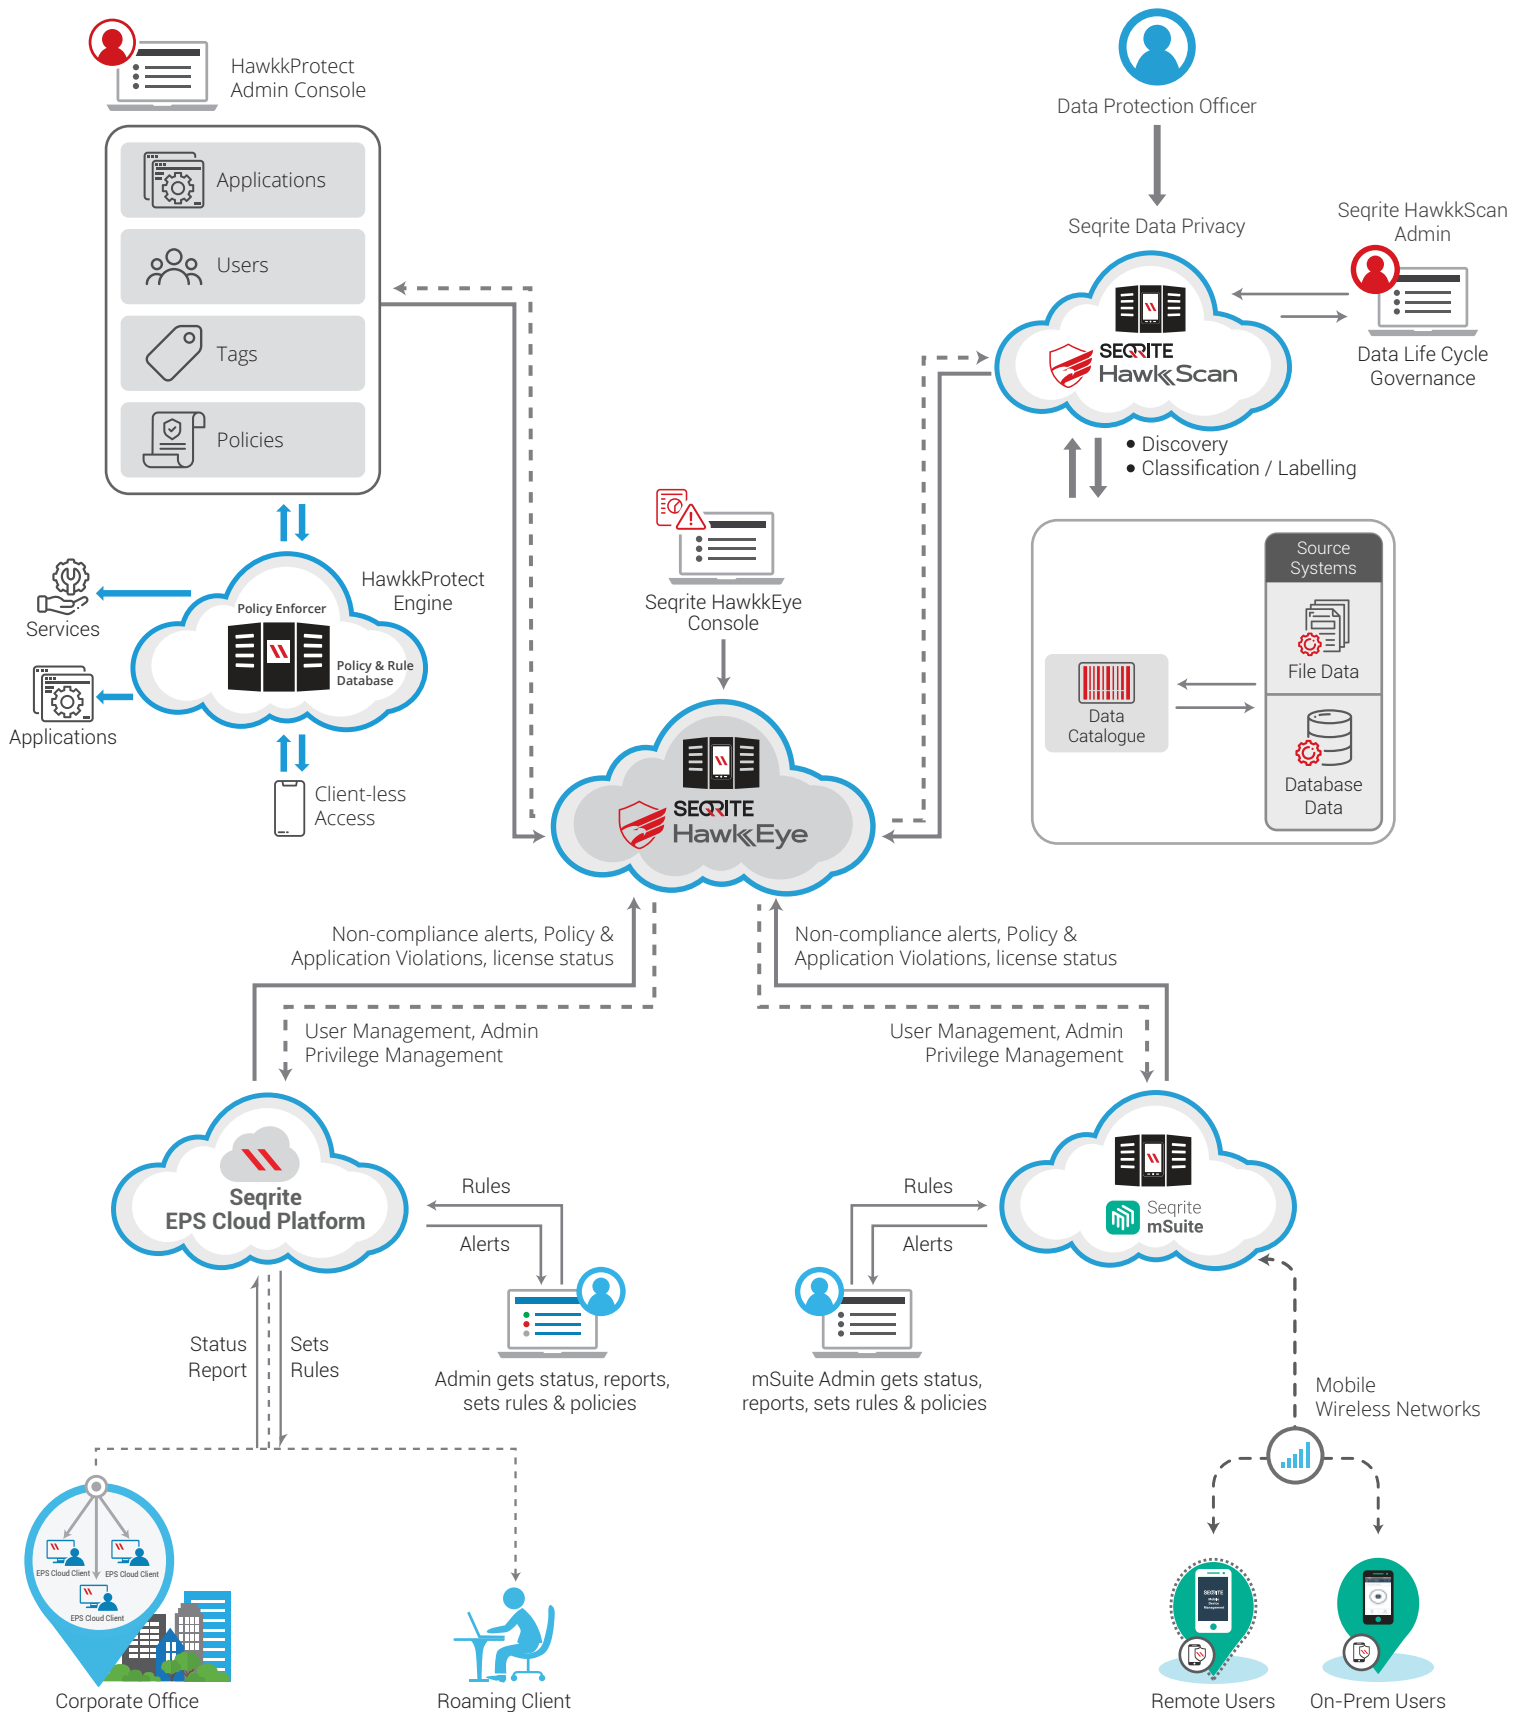 HawkkProtect
Admin Console
Applications
Users
Tags
Policies
Data Protection Officer
Seqrite Data Privacy
Seqrite HawkkScan
Admin
SEQRITE
HawkkScan
Data Life Cycle
Governance
• Discovery
• Classification / Labelling
Source
Systems
File Data
Data
Catalogue
Database
Data
HawkkProtect
Engine
Policy Enforcer
Policy & Rule
Database
Services
Applications
Client-less
Access
Seqrite HawkkEye
Console
SEQRITE
HawkkEye
Non-compliance alerts, Policy &
Application Violations, license status
Non-compliance alerts, Policy &
Application Violations, license status
User Management, Admin
Privilege Management
User Management, Admin
Privilege Management
Seqrite
EPS Cloud Platform
Rules
Alerts
Rules
Alerts
Seqrite
mSuite
Status
Report
Sets
Rules
Admin gets status, reports,
sets rules & policies
mSuite Admin gets status,
reports, sets rules & policies
Mobile
Wireless Networks
EPS Cloud Client
EPS Cloud Client
EPS Cloud Client
SEQRITE
Mobile
Device
Management
Corporate Office
Roaming Client
Remote Users
On-Prem Users